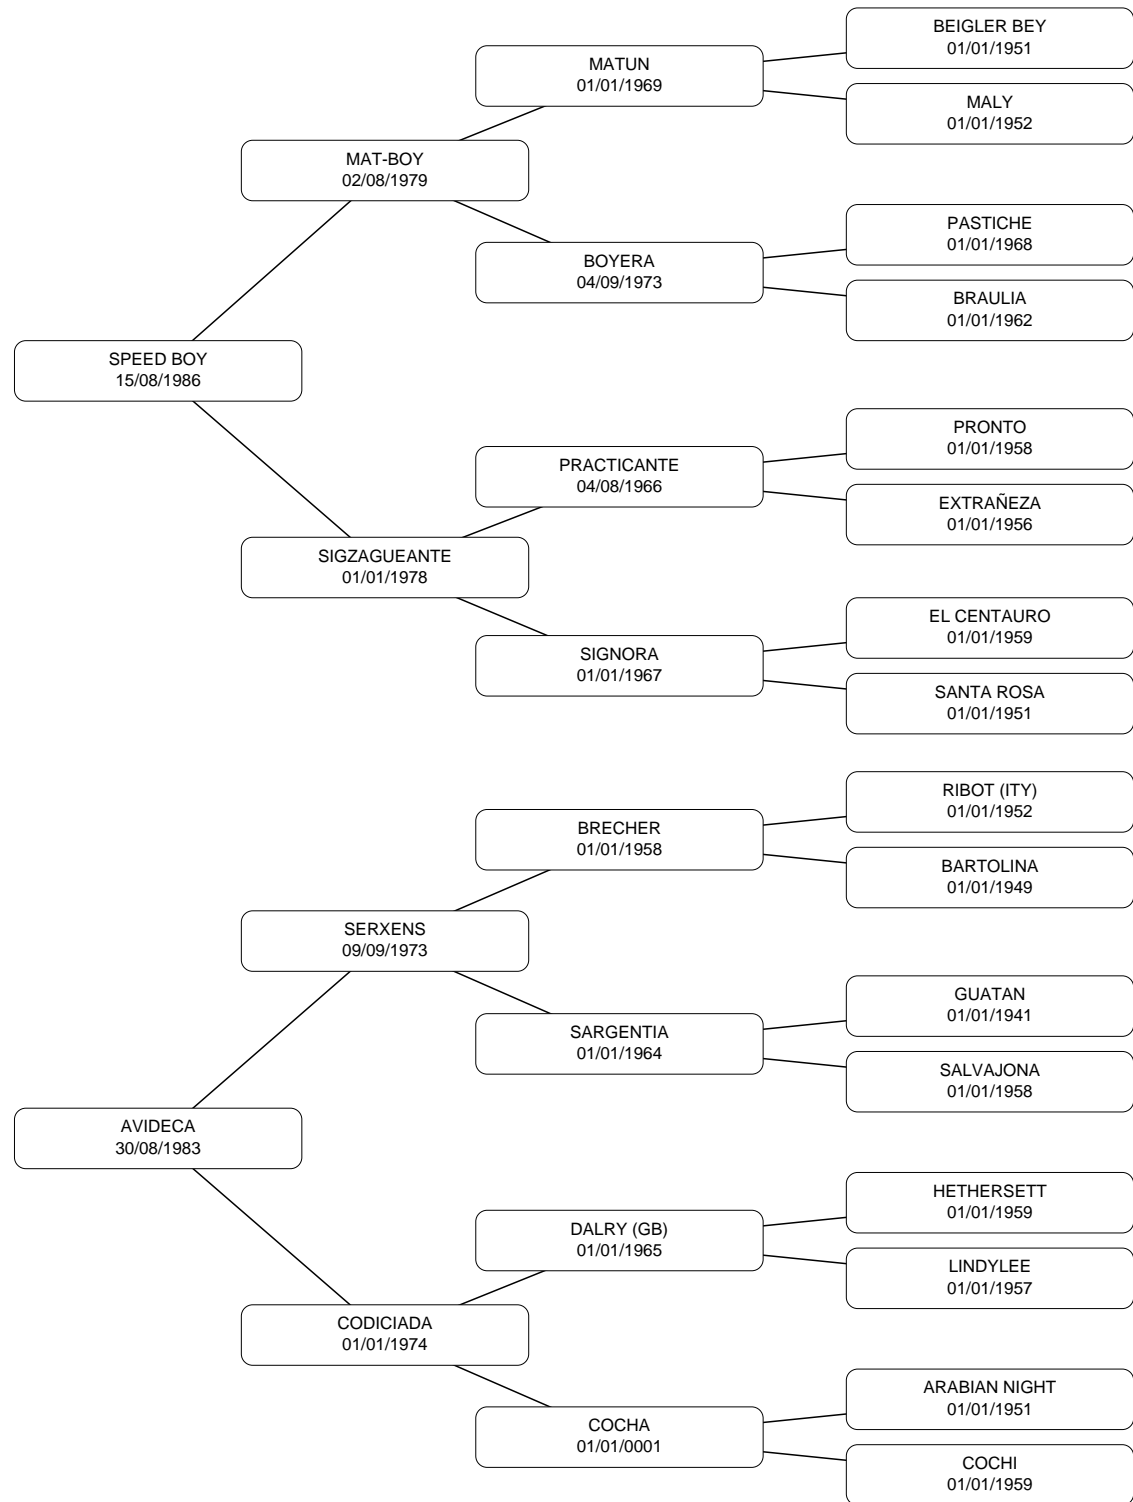 BEIGLER BEY
01/01/1951
MATUN
01/01/1969
MALY
01/01/1952
MAT-BOY
02/08/1979
PASTICHE
01/01/1968
BOYERA
04/09/1973
BRAULIA
01/01/1962
SPEED BOY
15/08/1986
PRONTO
01/01/1958
PRACTICANTE
04/08/1966
EXTRAÑEZA
01/01/1956
SIGZAGUEANTE
01/01/1978
EL CENTAURO
01/01/1959
SIGNORA
01/01/1967
SANTA ROSA
01/01/1951
RIBOT (ITY)
01/01/1952
BRECHER
01/01/1958
BARTOLINA
01/01/1949
SERXENS
09/09/1973
GUATAN
01/01/1941
SARGENTIA
01/01/1964
SALVAJONA
01/01/1958
AVIDECA
30/08/1983
HETHERSETT
01/01/1959
DALRY (GB)
01/01/1965
LINDYLEE
01/01/1957
CODICIADA
01/01/1974
ARABIAN NIGHT
01/01/1951
COCHA
01/01/0001
COCHI
01/01/1959